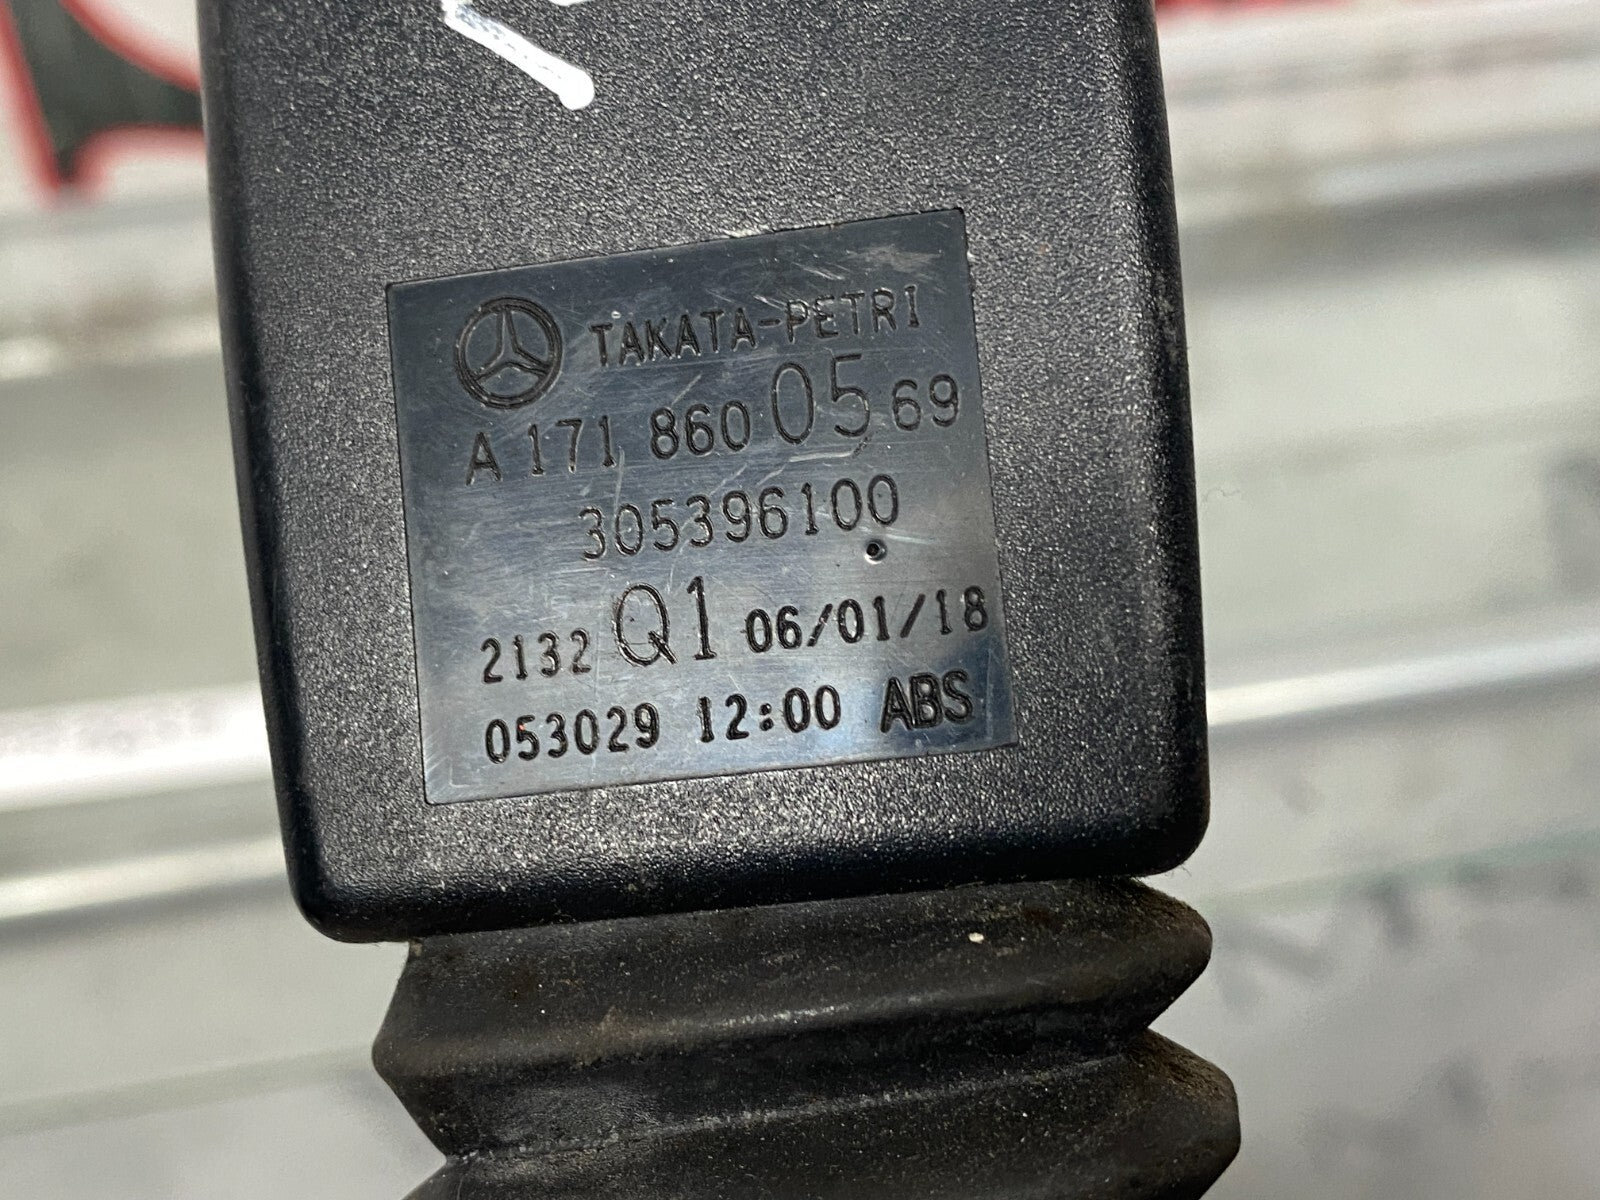 TAKATA-PETRI
A 171 860 05 69
305396100
2132 Q1 06/01/18
053029 12:00 ABS